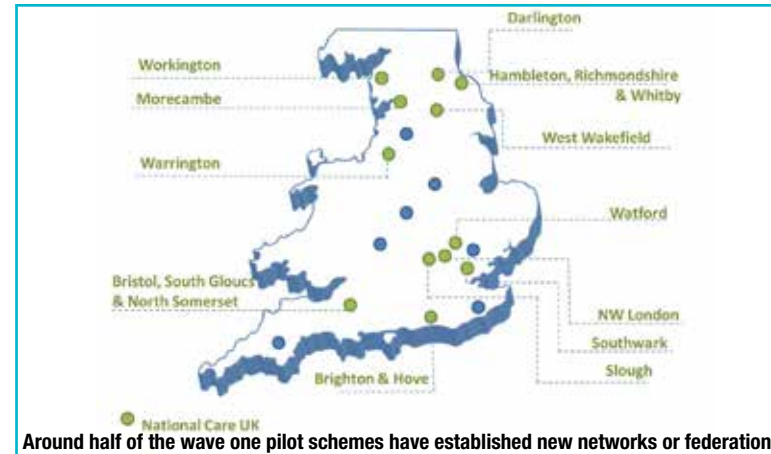 Darlington
Workington
Hambleton, Richmondshire
& Whitby
Morecambe
West Wakefield
Warrington
Watford
Bristol, South Gloucs
& North Somerset
NW London
Southwark
Slough
Brighton & Hove
National Care UK
Around half of the wave one pilot schemes have established new networks or federation